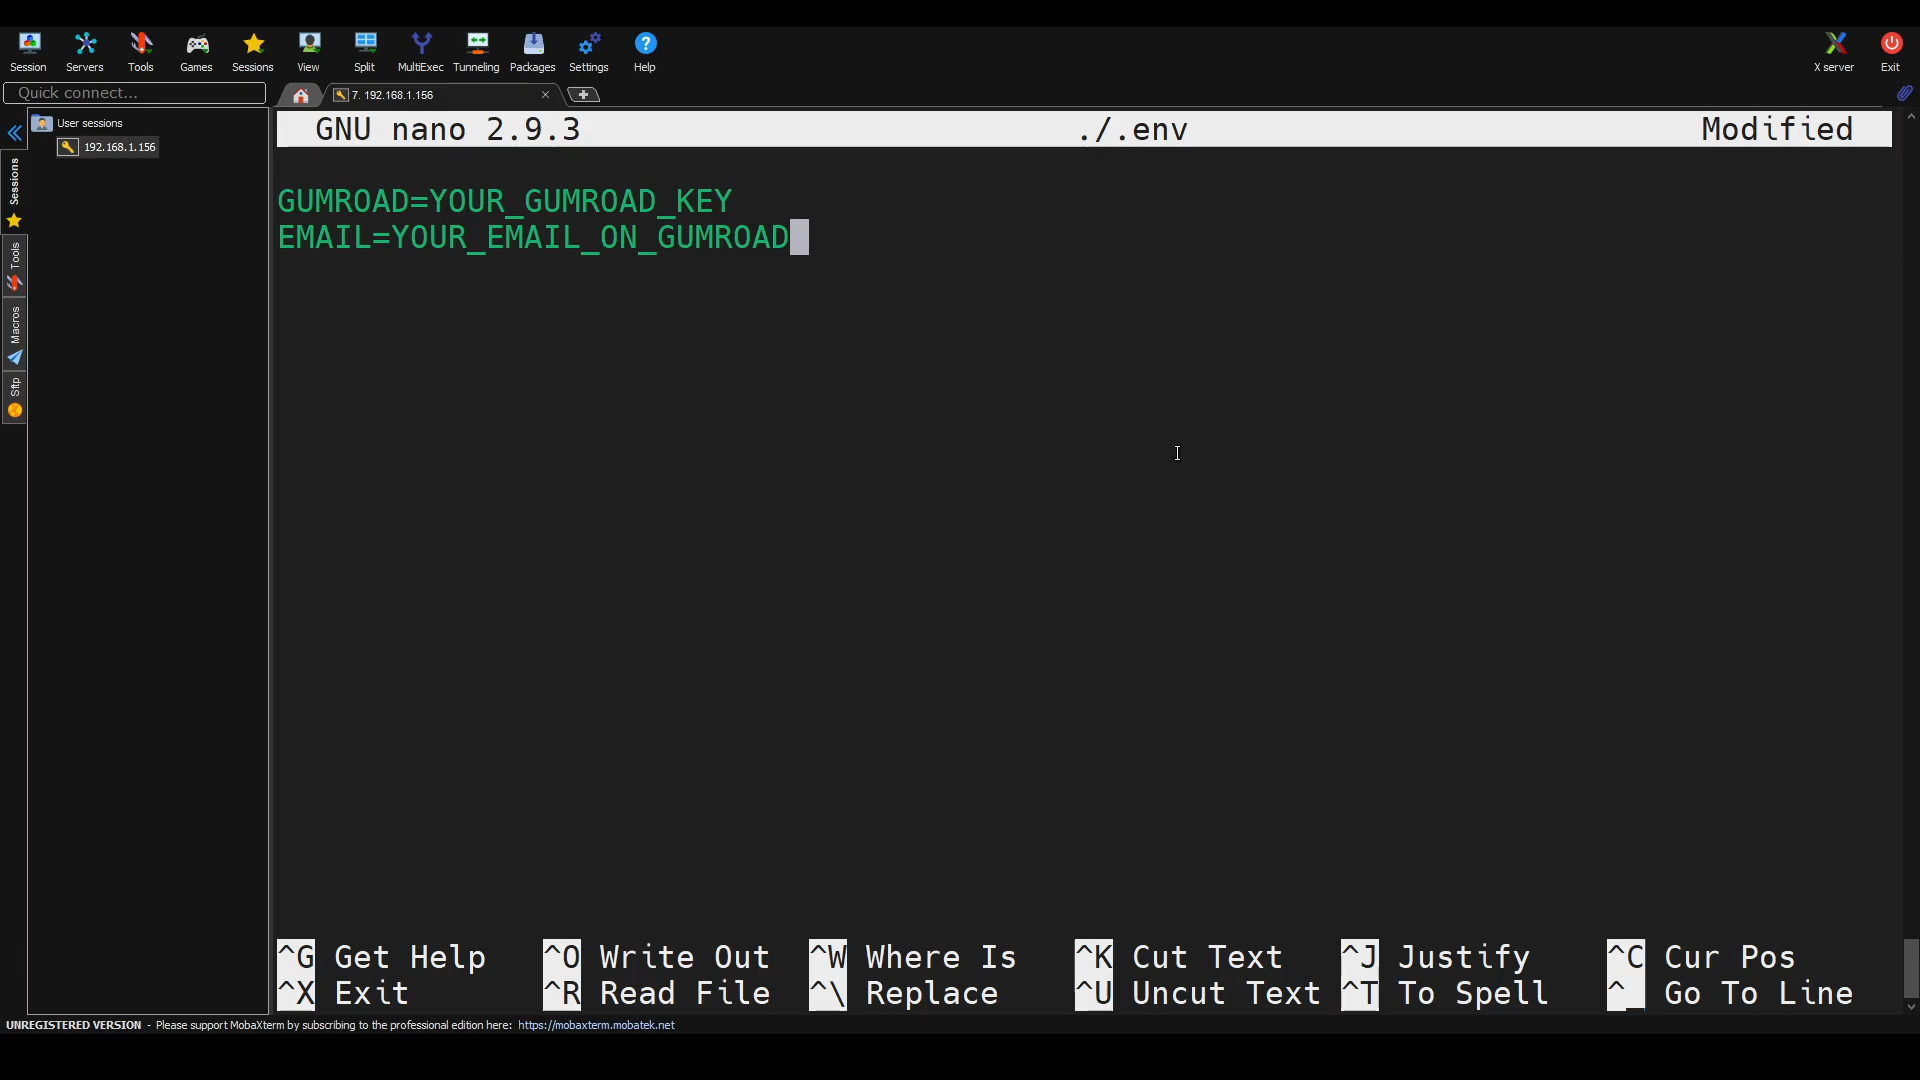 Session Servers Tools Games Sessions View Split MultiExec Tunneling Packages Settings Help X server Exit
Quick connect...
7. 192.168.1.156
User sessions
192.168.1.156
Sessions
Tools
Macros
Sftp
GNU nano 2.9.3 ./.env Modified
GUMROAD=YOUR_GUMROAD_KEY
EMAIL=YOUR_EMAIL_ON_GUMROAD
^G Get Help ^O Write Out ^W Where Is ^K Cut Text ^J Justify ^C Cur Pos
^X Exit ^R Read File ^\ Replace ^U Uncut Text ^T To Spell ^_ Go To Line
UNREGISTERED VERSION - Please support MobaXterm by subscribing to the professional edition here: https://mobaxterm.mobatek.net